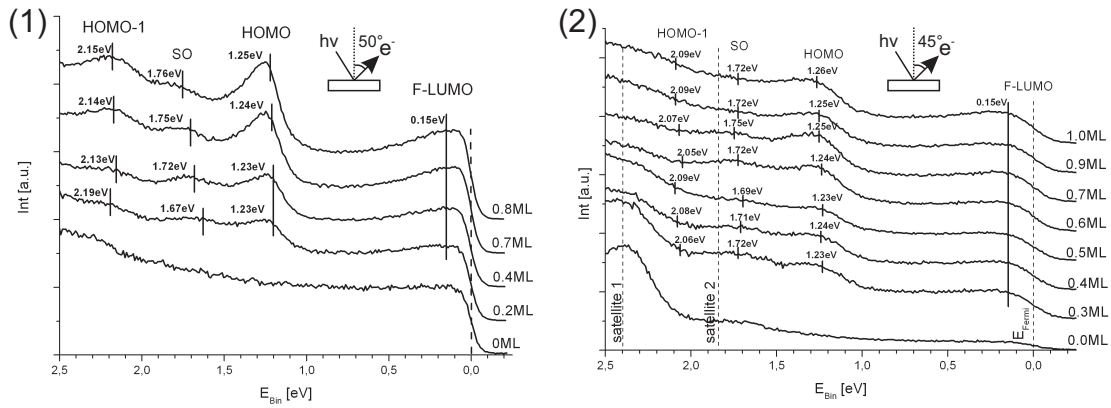 (1)
HOMO-1
SO
HOMO
hν
50°
e-
F-LUMO
2.15eV
1.76eV
1.25eV
2.14eV
1.75eV
1.24eV
0.15eV
2.13eV
1.72eV
1.23eV
2.19eV
1.67eV
1.23eV
0.8ML
0.7ML
0.4ML
0.2ML
0ML
Int [a.u.]
2,5 2,0 1,5 1,0 0,5 0,0
E_Bin [eV]
(2)
HOMO-1
SO
HOMO
hν
45°
e-
F-LUMO
2.09eV
1.72eV
1.26eV
0.15eV
2.09eV
1.72eV
1.25eV
2.07eV
1.75eV
1.25eV
2.05eV
1.72eV
1.24eV
2.09eV
1.69eV
1.23eV
2.08eV
1.71eV
1.24eV
2.06eV
1.72eV
1.23eV
1.0ML
0.9ML
0.7ML
0.6ML
0.5ML
0.4ML
0.3ML
0.0ML
satellite 1
satellite 2
E_Fermi
Int [a.u.]
2,5 2,0 1,5 1,0 0,5 0,0
E_Bin [eV]